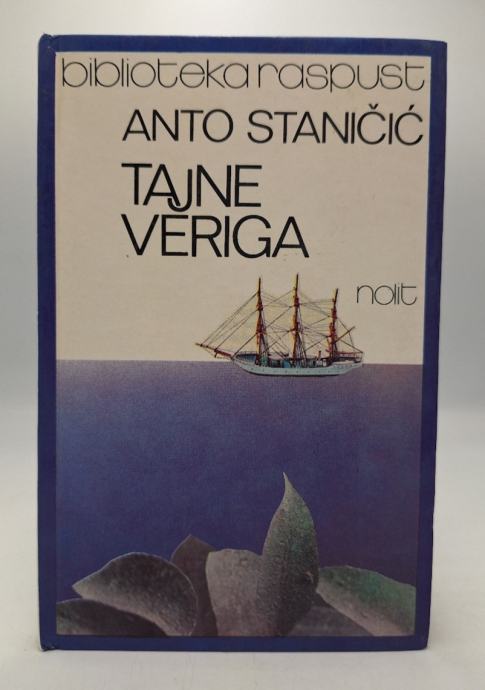 biblioteka raspust
ANTO STANIČIĆ
TAJNE
VERIGA
nolit